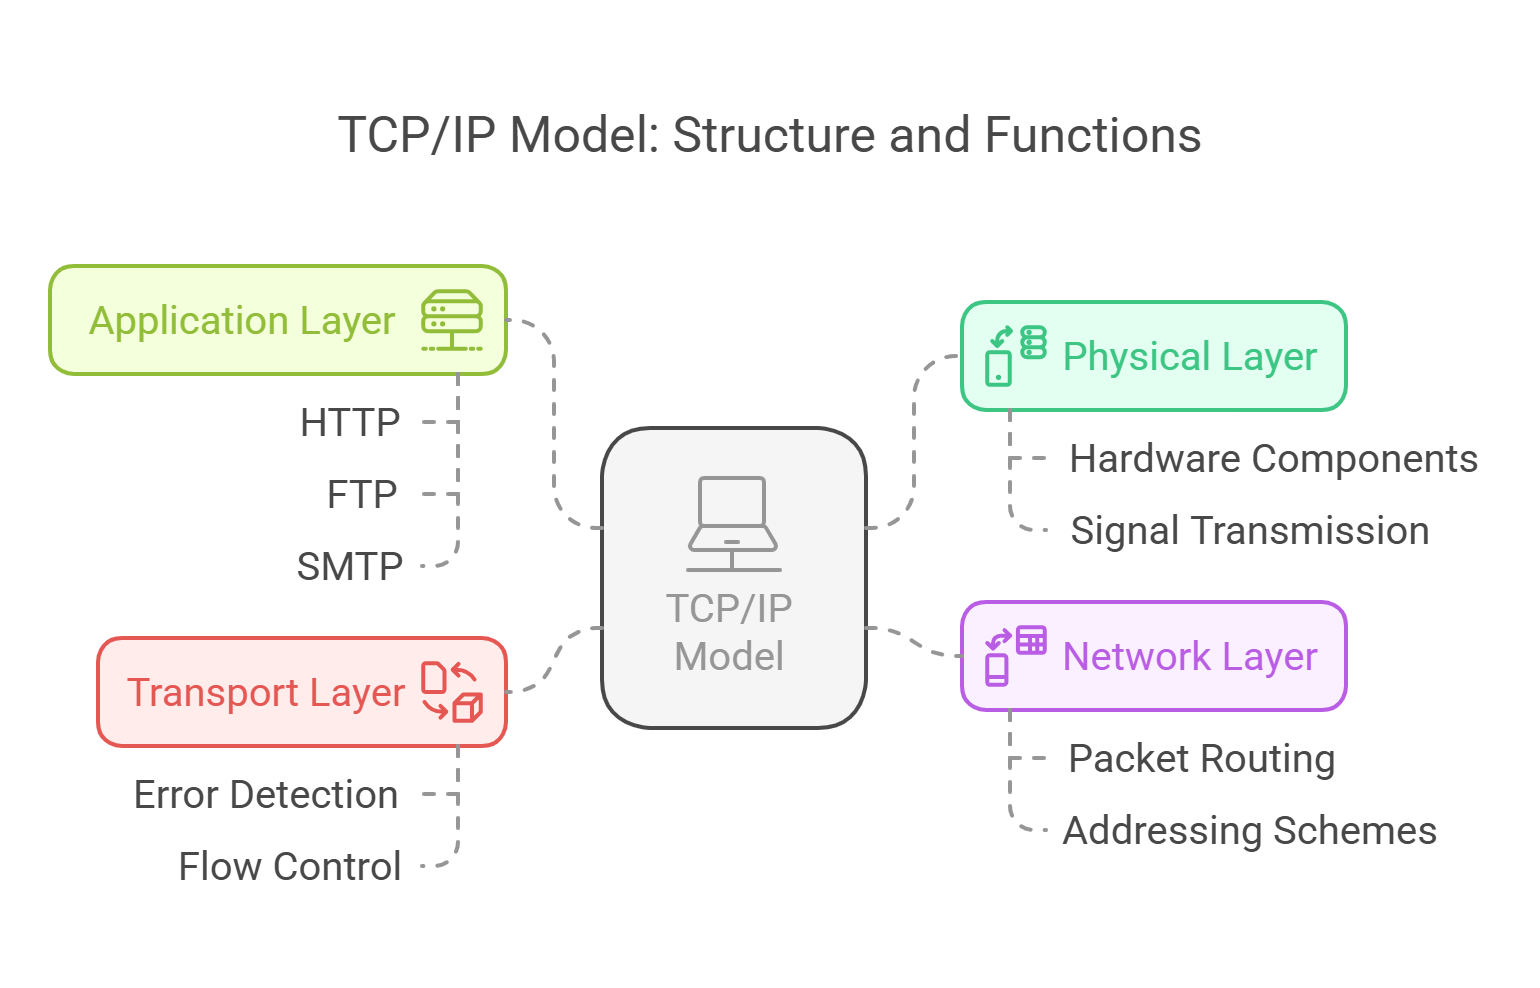 TCP/IP Model: Structure and Functions
Application Layer
HTTP
FTP
SMTP
Transport Layer
Error Detection
Flow Control
TCP/IP
Model
Physical Layer
Hardware Components
Signal Transmission
Network Layer
Packet Routing
Addressing Schemes